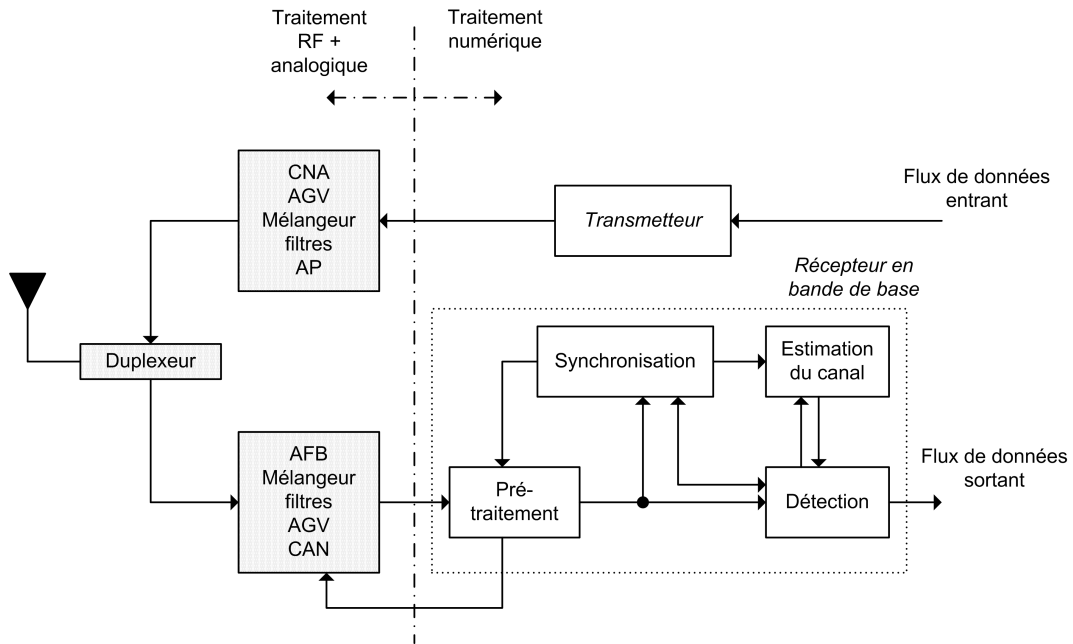 Traitement
RF +
analogique
Traitement
numérique
CNA
AGV
Mélangeur
filtres
AP
Transmetteur
Flux de données
entrant
Récepteur en
bande de base
Duplexeur
Synchronisation
Estimation
du canal
AFB
Mélangeur
filtres
AGV
CAN
Pré-
traitement
Détection
Flux de données
sortant